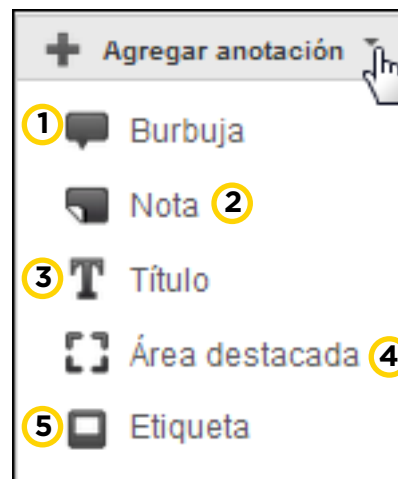 Agregar anotación
1 Burbuja
Nota 2
3 Título
Área destacada 4
5 Etiqueta